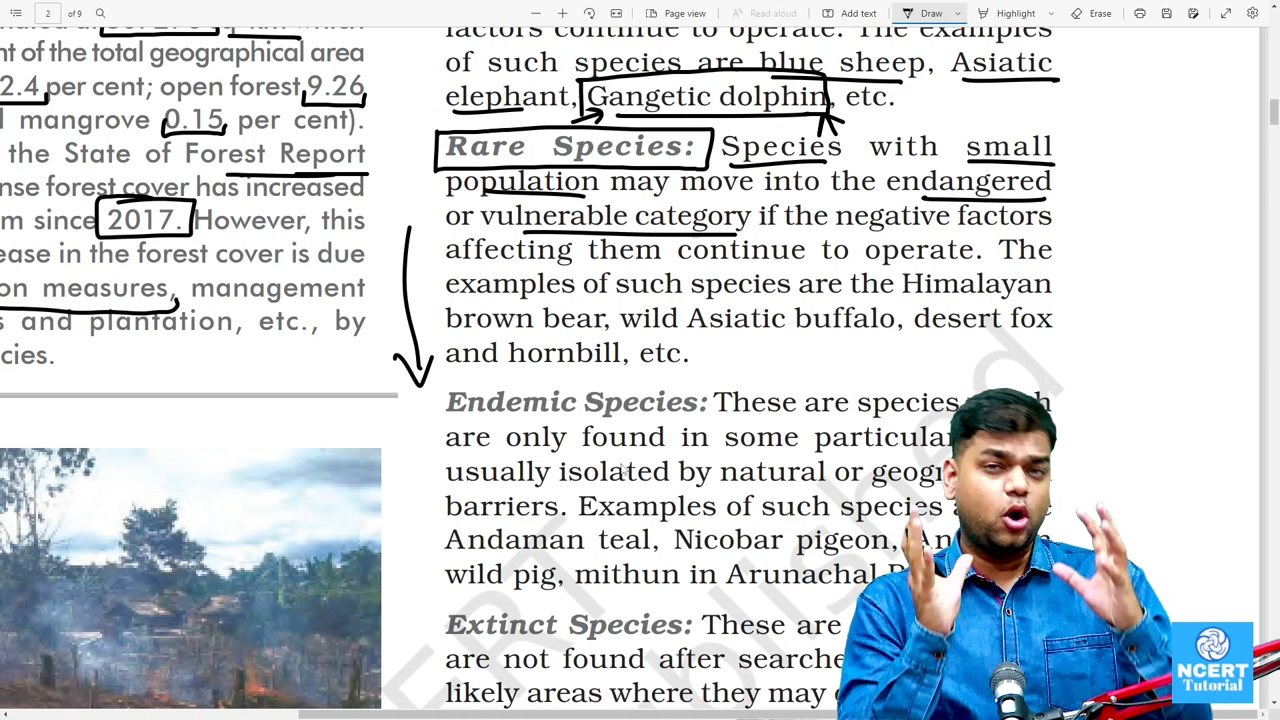 2 of 9
Page view
Read aloud
Add text
Draw
Highlight
Erase
nt of the total geographical area
2.4 per cent; open forest 9.26
mangrove 0.15 per cent).
the State of Forest Report
nse forest cover has increased
m since 2017. However, this
ease in the forest cover is due
on measures, management
s and plantation, etc., by
cies.
factors continue to operate. The examples
of such species are blue sheep, Asiatic
elephant, Gangetic dolphin, etc.
Rare Species: Species with small
population may move into the endangered
or vulnerable category if the negative factors
affecting them continue to operate. The
examples of such species are the Himalayan
brown bear, wild Asiatic buffalo, desert fox
and hornbill, etc.
Endemic Species: These are species
are only found in some particular
usually isolated by natural or geog
barriers. Examples of such species a
Andaman teal, Nicobar pigeon, An
wild pig, mithun in Arunachal P
Extinct Species: These are
are not found after searche
likely areas where they may
NCERT
Tutorial